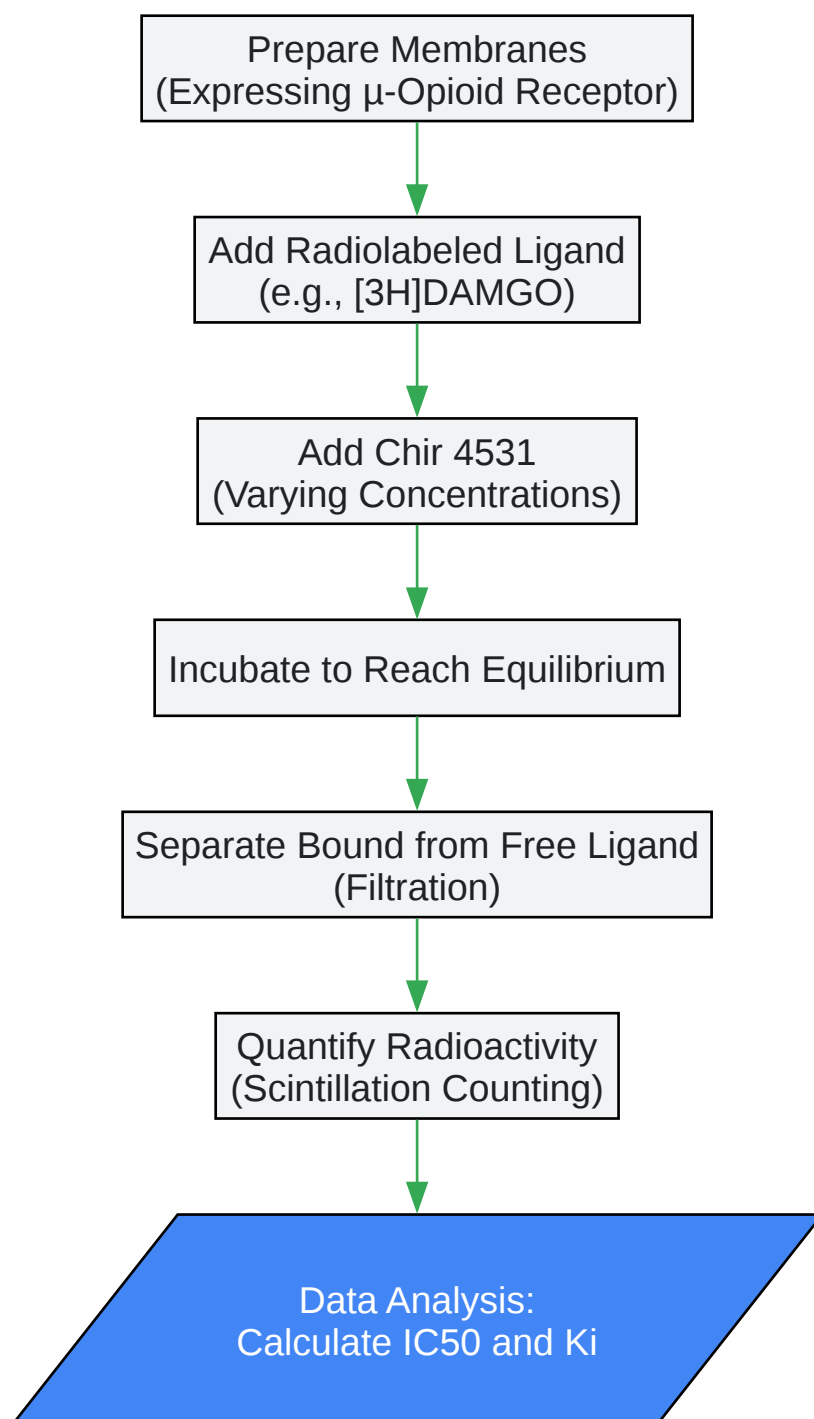 Prepare Membranes
(Expressing µ-Opioid Receptor)
Add Radiolabeled Ligand
(e.g., [3H]DAMGO)
Add Chir 4531
(Varying Concentrations)
Incubate to Reach Equilibrium
Separate Bound from Free Ligand
(Filtration)
Quantify Radioactivity
(Scintillation Counting)
Data Analysis:
Calculate IC50 and Ki